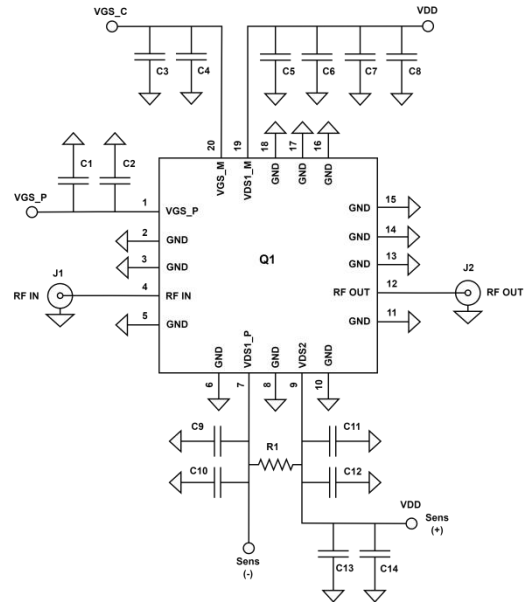 VGS_C
VDD
C3
C4
C5
C6
C7
C8
20
19
18
17
16
VGS_M
VDS1_M
GND
GND
GND
C1
C2
VGS_P
1
VGS_P
GND
15
2
GND
GND
14
3
GND
Q1
GND
13
J1
RF IN
4
RF IN
RF OUT
12
J2
RF OUT
5
GND
GND
11
GND
VDS1_P
GND
VDS2
GND
6
7
8
9
10
C9
C11
R1
C10
C12
VDD
Sens
(+)
Sens
(-)
C13
C14